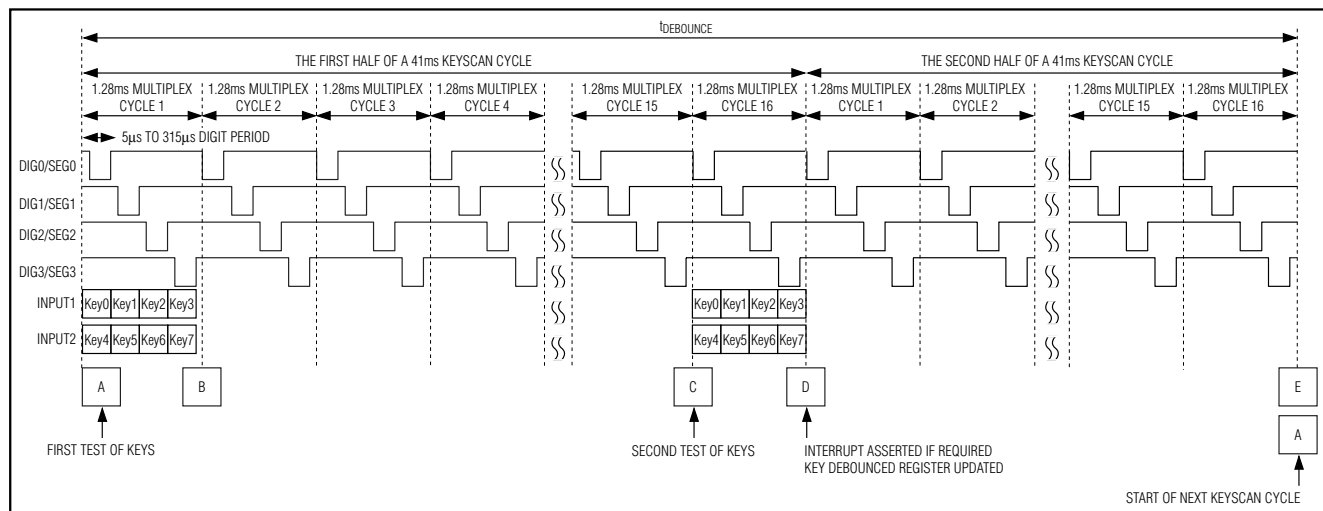 tDEBOUNCE
THE FIRST HALF OF A 41ms KEYSCAN CYCLE
THE SECOND HALF OF A 41ms KEYSCAN CYCLE
1.28ms MULTIPLEX
CYCLE 1
1.28ms MULTIPLEX
CYCLE 2
1.28ms MULTIPLEX
CYCLE 3
1.28ms MULTIPLEX
CYCLE 4
1.28ms MULTIPLEX
CYCLE 15
1.28ms MULTIPLEX
CYCLE 16
1.28ms MULTIPLEX
CYCLE 1
1.28ms MULTIPLEX
CYCLE 2
1.28ms MULTIPLEX
CYCLE 15
1.28ms MULTIPLEX
CYCLE 16
5μs TO 315μs DIGIT PERIOD
DIG0/SEG0
DIG1/SEG1
DIG2/SEG2
DIG3/SEG3
INPUT1 Key0 Key1 Key2 Key3 Key0 Key1 Key2 Key3
INPUT2 Key4 Key5 Key6 Key7 Key4 Key5 Key6 Key7
A B C D E
FIRST TEST OF KEYS
SECOND TEST OF KEYS
INTERRUPT ASSERTED IF REQUIRED
KEY DEBOUNCED REGISTER UPDATED
A
START OF NEXT KEYSCAN CYCLE